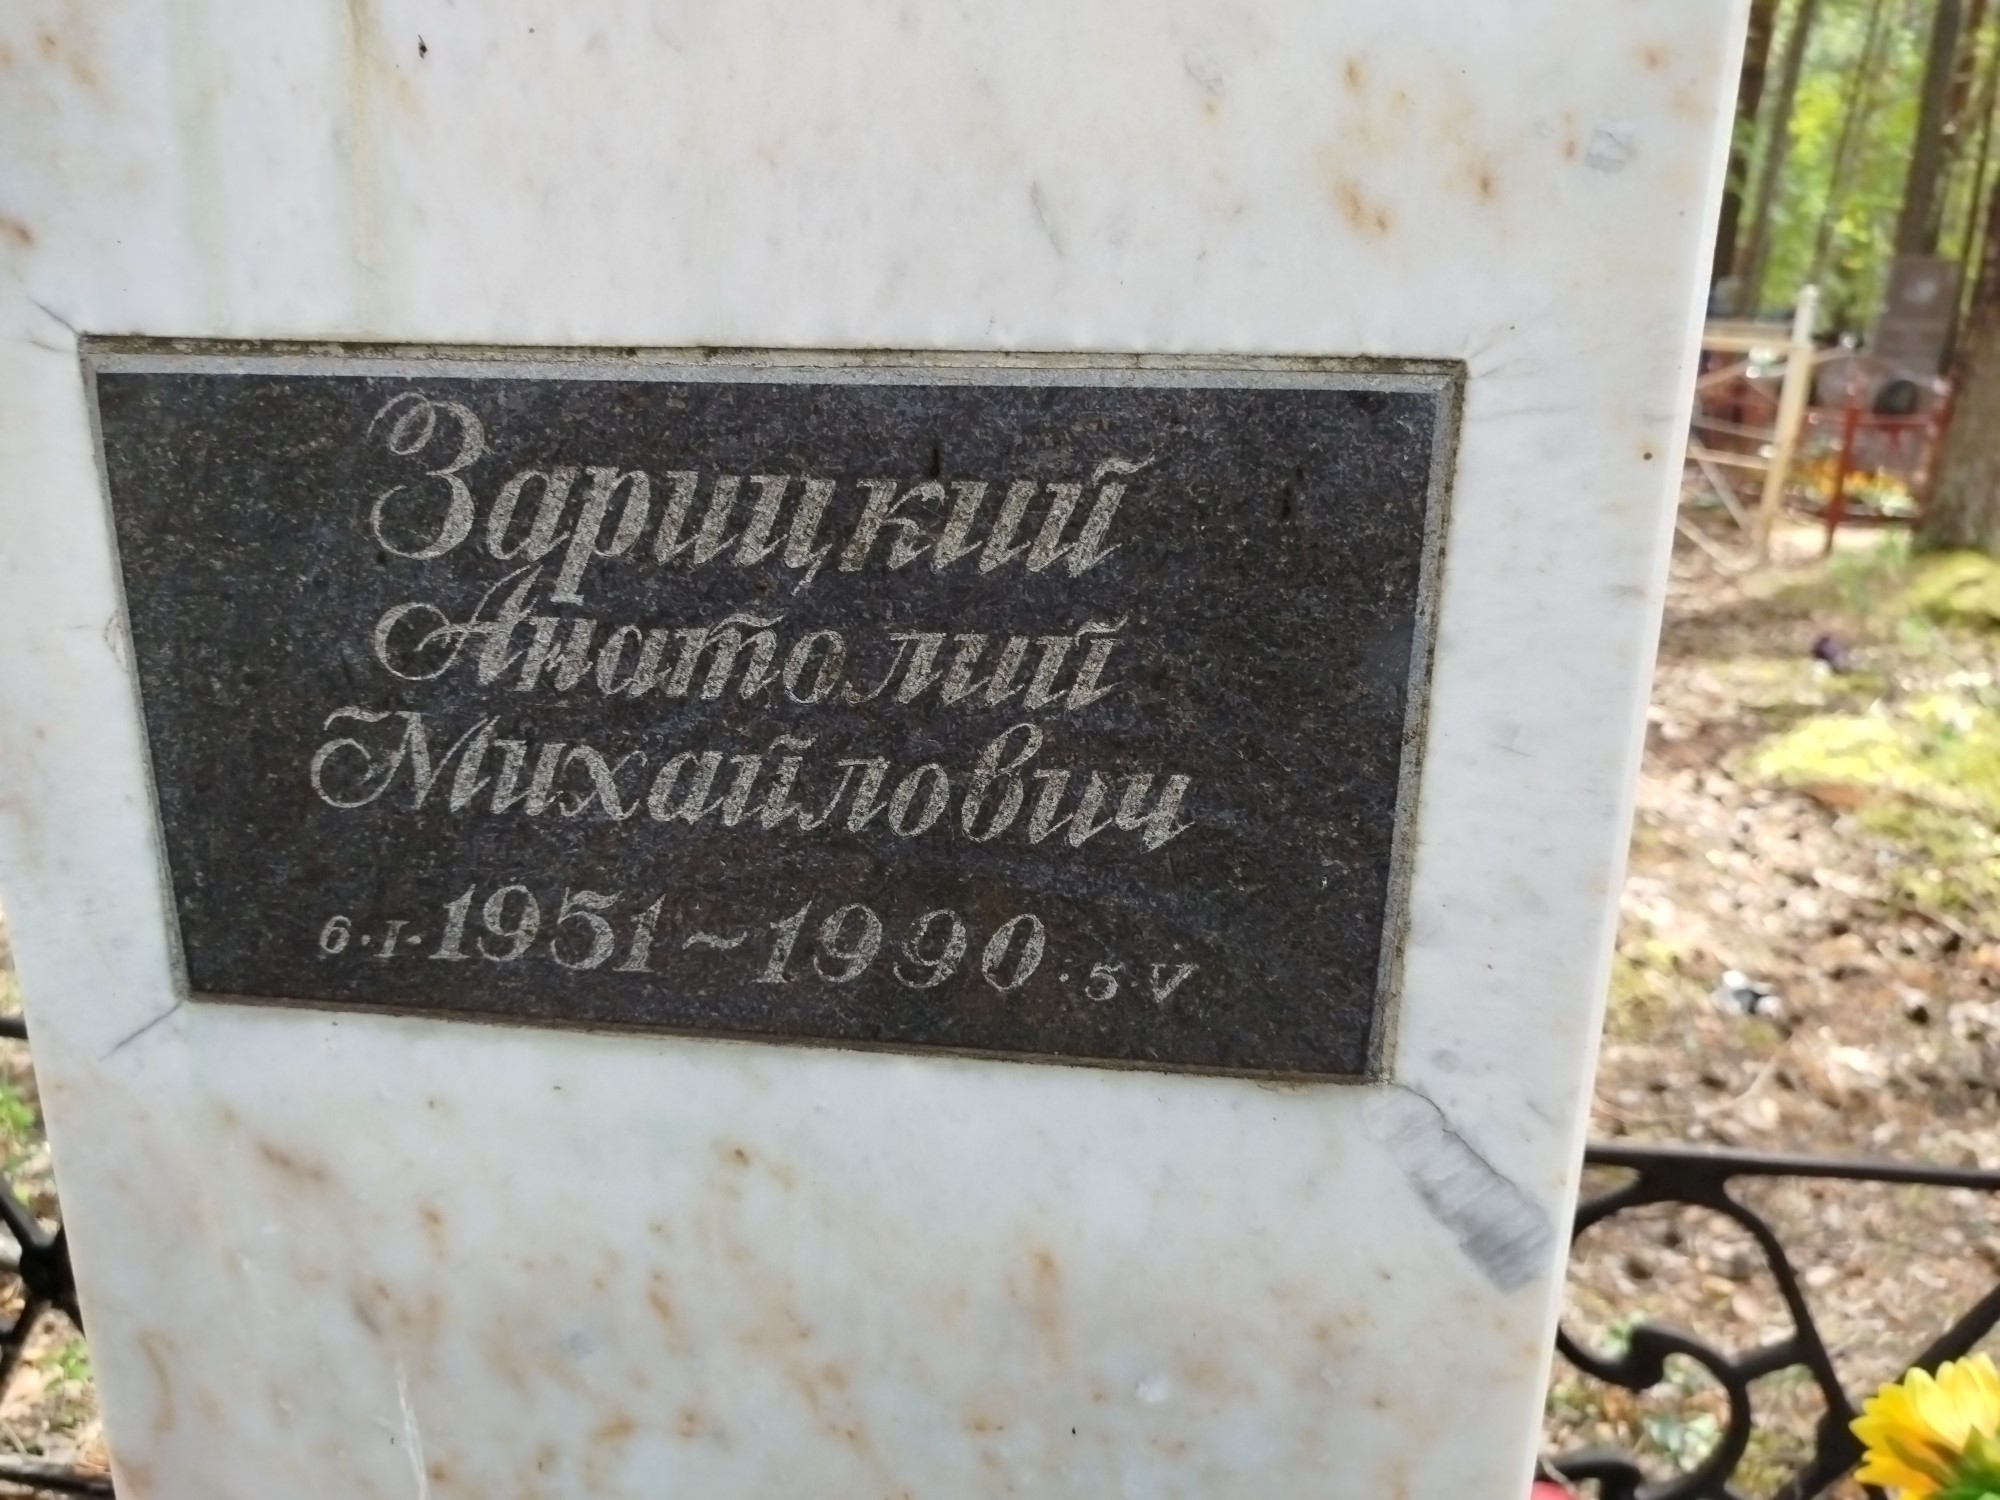 Зарицкий
Анатолий
Михайлович
6·I·1951~1990·5·V